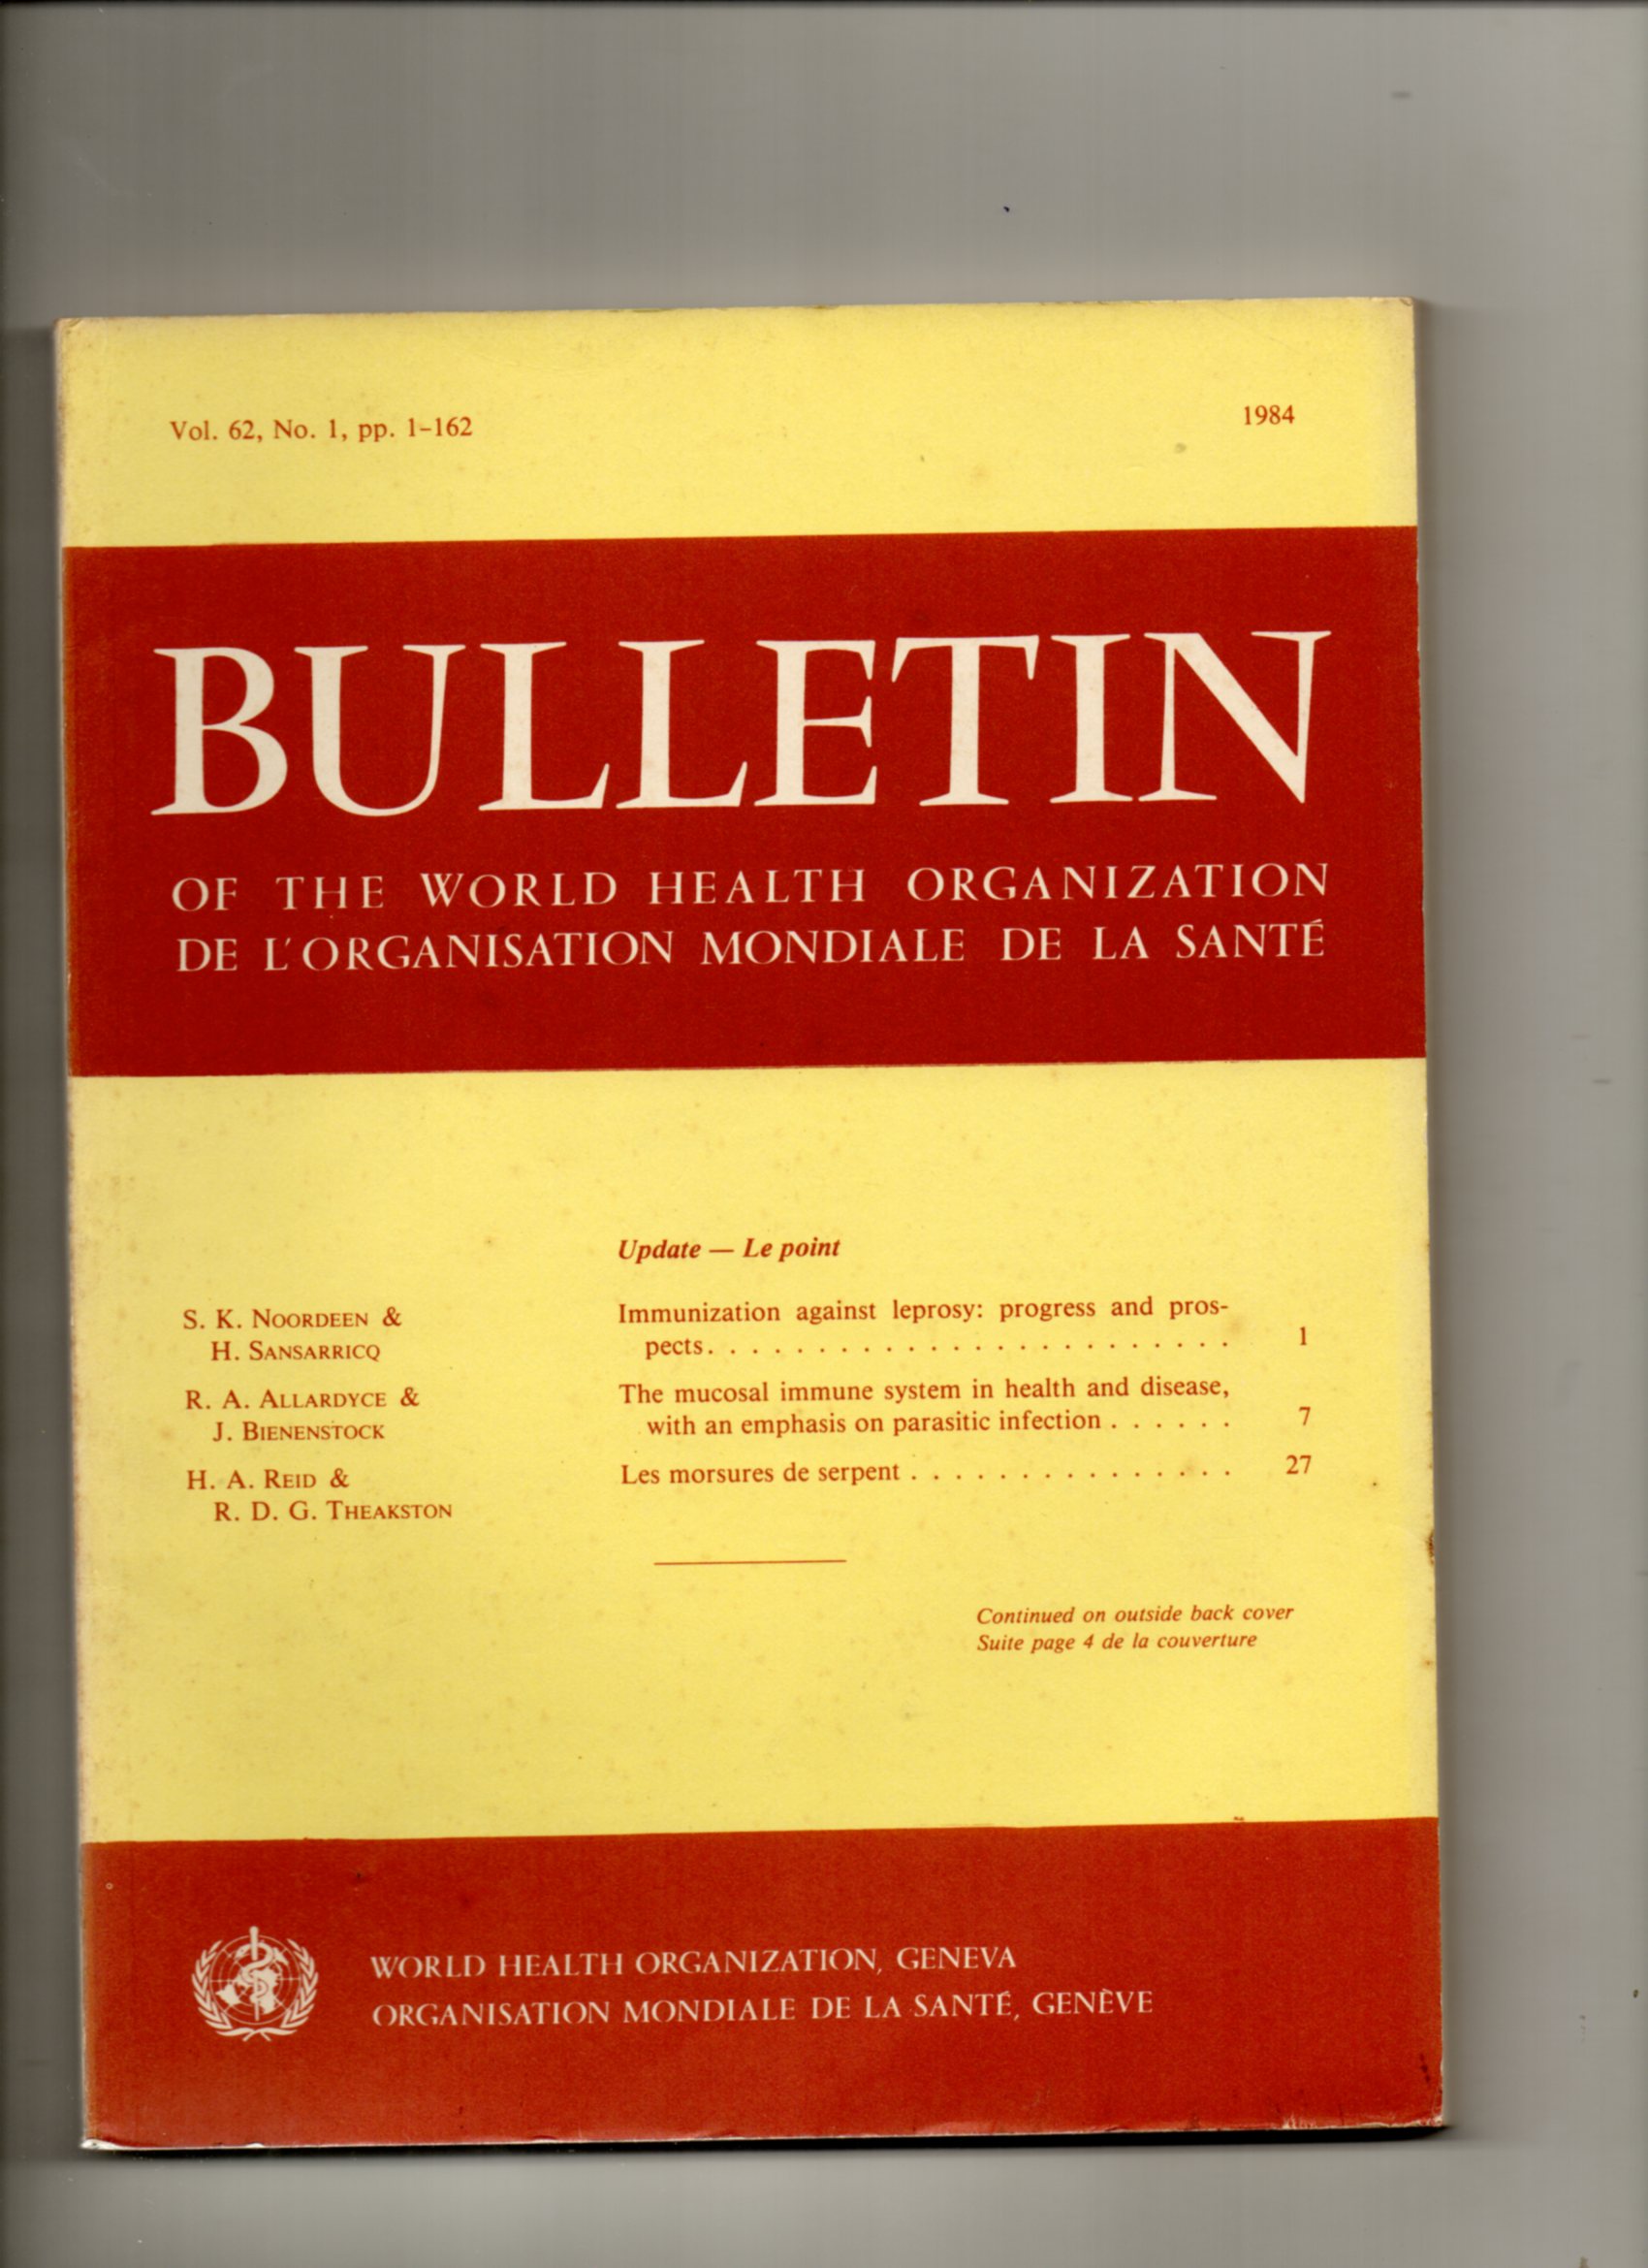 Vol. 62, No. 1, pp. 1–162
1984
BULLETIN
OF THE WORLD HEALTH ORGANIZATION
DE L'ORGANISATION MONDIALE DE LA SANTÉ
Update — Le point
S. K. NOORDEEN &
H. SANSARRICQ
Immunization against leprosy: progress and pros-
pects. . . . . . . . . . . . . . . . . . . . . . . . 1
R. A. ALLARDYCE &
J. BIENENSTOCK
The mucosal immune system in health and disease,
with an emphasis on parasitic infection . . . . . . 7
H. A. REID &
R. D. G. THEAKSTON
Les morsures de serpent . . . . . . . . . . . . . . . 27
Continued on outside back cover
Suite page 4 de la couverture
WORLD HEALTH ORGANIZATION, GENEVA
ORGANISATION MONDIALE DE LA SANTÉ, GENÈVE